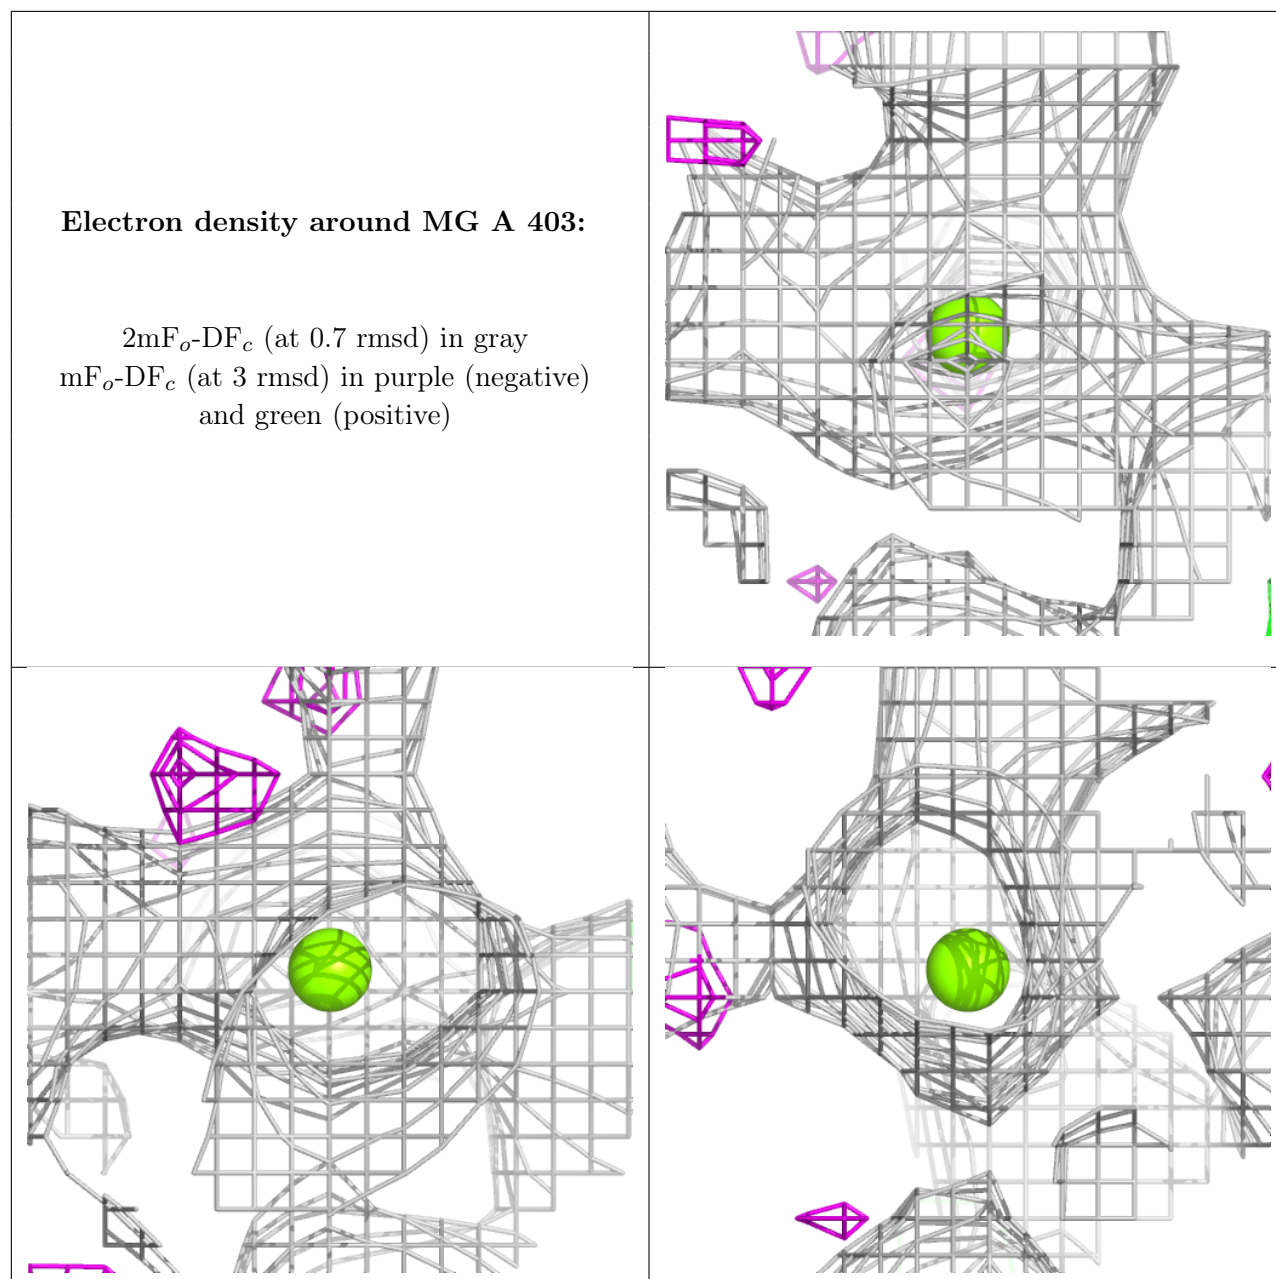 Electron density around MG A 403:
2mFo-DFc (at 0.7 rmsd) in gray
mFo-DFc (at 3 rmsd) in purple (negative)
and green (positive)